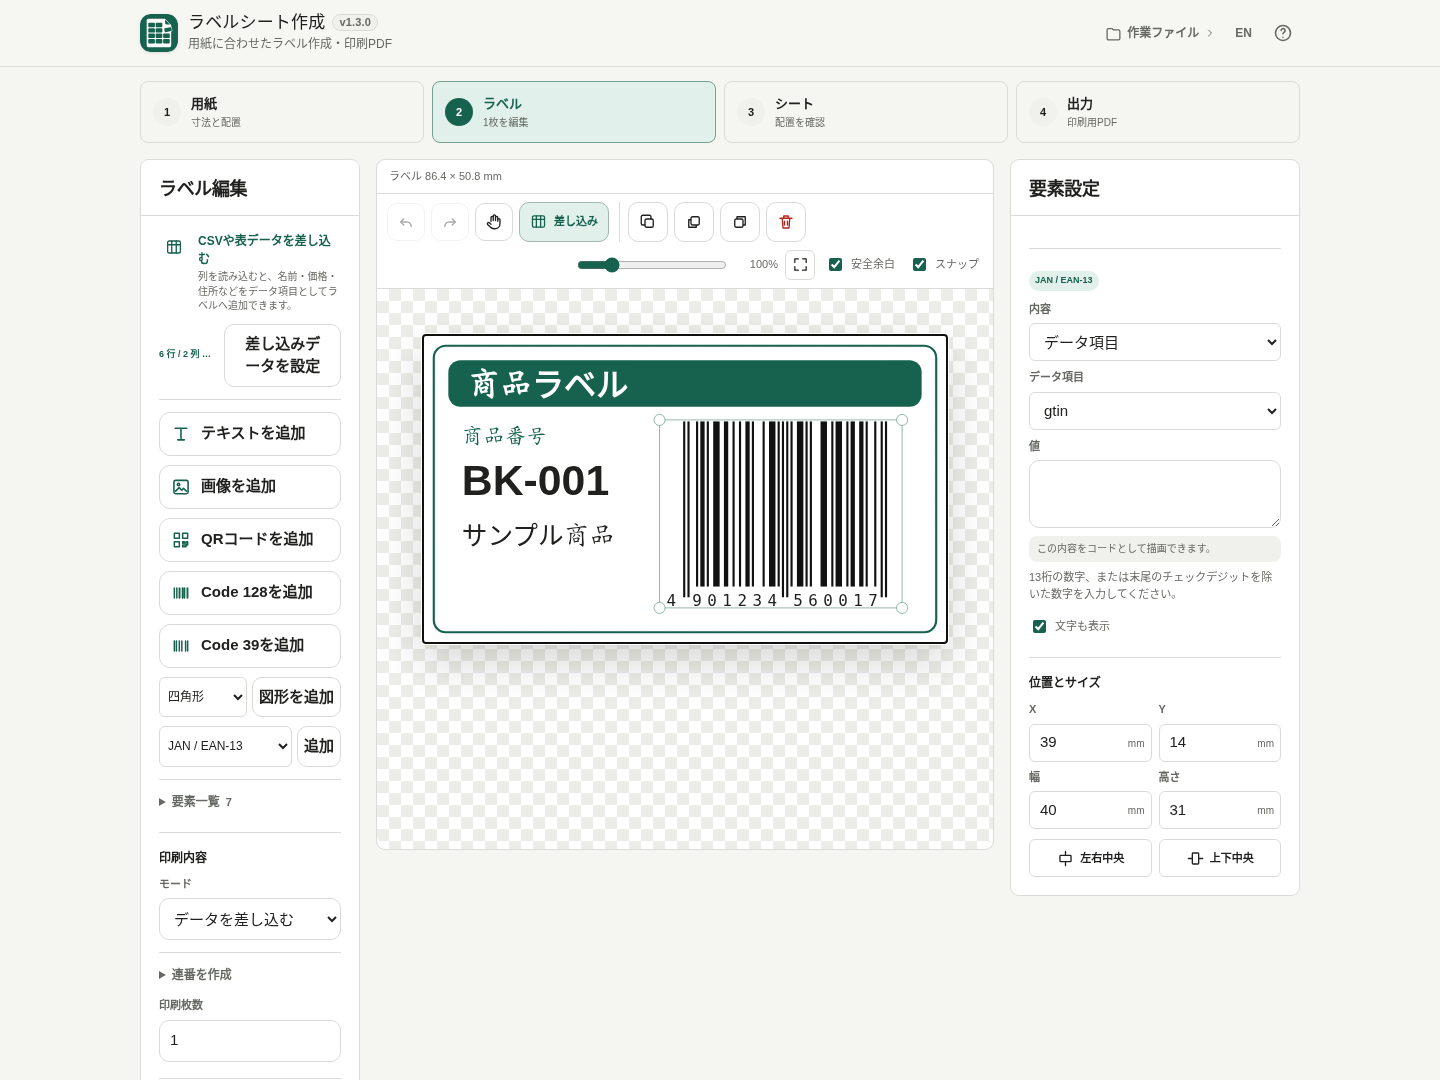 ラベルシート作成 v1.3.0
用紙に合わせたラベル作成・印刷PDF
作業ファイル
EN
1 用紙
寸法と配置
2 ラベル
1枚を編集
3 シート
配置を確認
4 出力
印刷用PDF
ラベル編集
CSVや表データを差し込
む
列を読み込むと、名前・価格・
住所などをデータ項目としてラ
ベルへ追加できます。
6 行 / 2 列 ...
差し込みデ
ータを設定
テキストを追加
画像を追加
QRコードを追加
Code 128を追加
Code 39を追加
四角形 図形を追加
JAN / EAN-13 追加
要素一覧 7
印刷内容
モード
データを差し込む
連番を作成
印刷枚数
1
ラベル 86.4 × 50.8 mm
差し込み
100%
安全余白
スナップ
商品ラベル
商品番号
BK-001
サンプル商品
4 901234 560017
要素設定
JAN / EAN-13
内容
データ項目
データ項目
gtin
値
この内容をコードとして描画できます。
13桁の数字、または末尾のチェックデジットを除
いた数字を入力してください。
文字も表示
位置とサイズ
X Y
39 mm 14 mm
幅 高さ
40 mm 31 mm
左右中央 上下中央